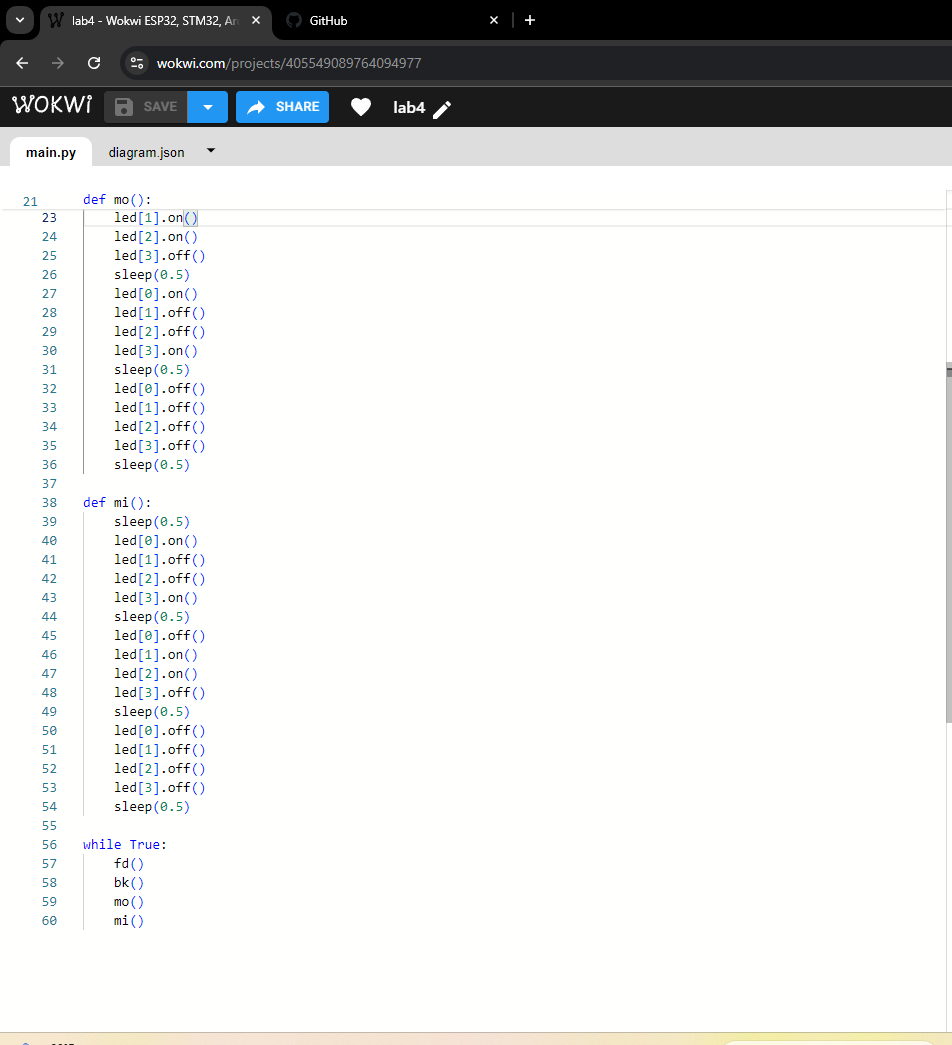 lab4 - Wokwi ESP32, STM32, Ar
GitHub
wokwi.com/projects/405549089764094977
WOKWi
SAVE
SHARE
lab4
main.py
diagram.json
21 def mo():
23 led[1].on()
24 led[2].on()
25 led[3].off()
26 sleep(0.5)
27 led[0].on()
28 led[1].off()
29 led[2].off()
30 led[3].on()
31 sleep(0.5)
32 led[0].off()
33 led[1].off()
34 led[2].off()
35 led[3].off()
36 sleep(0.5)
37
38 def mi():
39 sleep(0.5)
40 led[0].on()
41 led[1].off()
42 led[2].off()
43 led[3].on()
44 sleep(0.5)
45 led[0].off()
46 led[1].on()
47 led[2].on()
48 led[3].off()
49 sleep(0.5)
50 led[0].off()
51 led[1].off()
52 led[2].off()
53 led[3].off()
54 sleep(0.5)
55
56 while True:
57 fd()
58 bk()
59 mo()
60 mi()